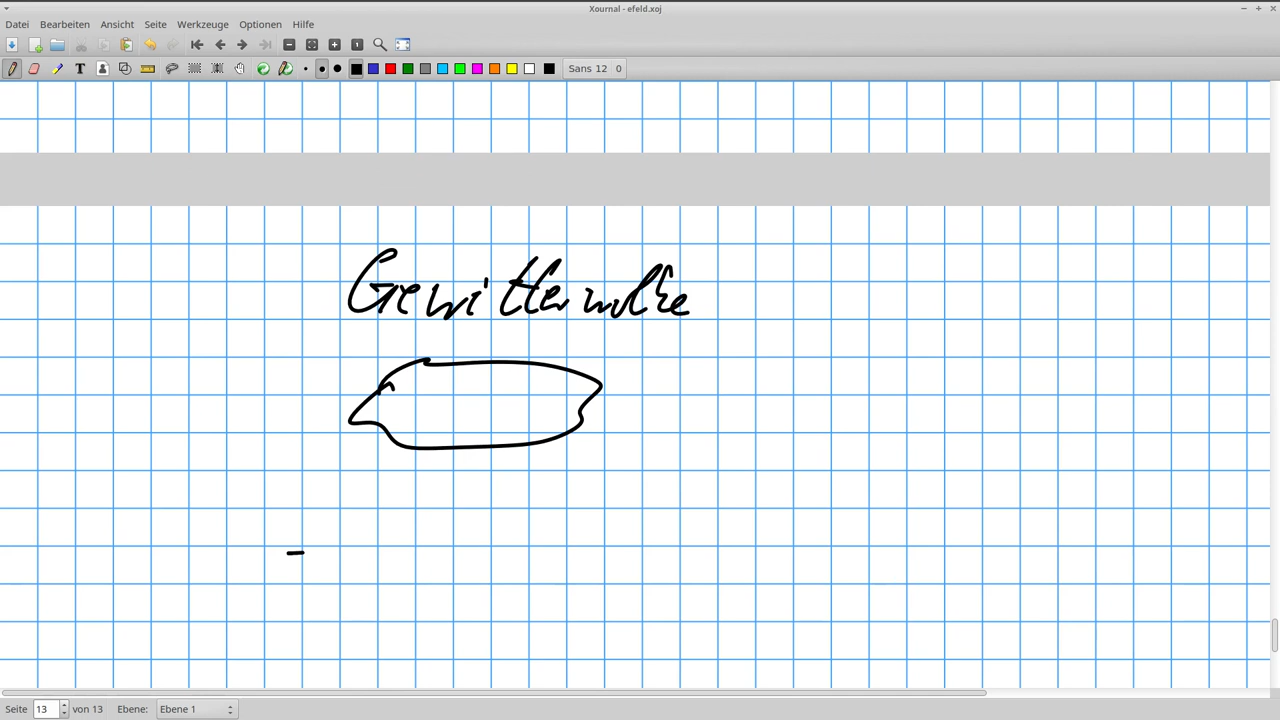 Xournal - efeld.xoj
Datei Bearbeiten Ansicht Seite Werkzeuge Optionen Hilfe
Sans 12 0
Gewitterwolke
Seite 13 von 13 Ebene: Ebene 1